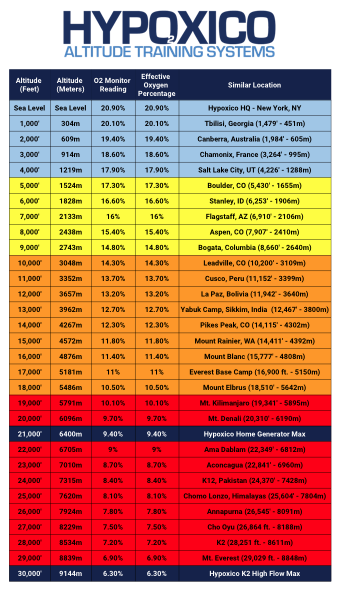 HYPOXICO
2
ALTITUDE TRAINING SYSTEMS
Altitude (Feet) Altitude (Meters) O2 Monitor Reading Effective Oxygen Percentage Similar Location
Sea Level Sea Level 20.90% 20.90% Hypoxico HQ - New York, NY
1,000' 304m 20.10% 20.10% Tbilisi, Georgia (1,479' - 451m)
2,000' 609m 19.40% 19.40% Canberra, Australia (1,984' - 605m)
3,000' 914m 18.60% 18.60% Chamonix, France (3,264' - 995m)
4,000' 1219m 17.90% 17.90% Salt Lake City, UT (4,226' - 1288m)
5,000' 1524m 17.30% 17.30% Boulder, CO (5,430' - 1655m)
6,000' 1828m 16.60% 16.60% Stanley, ID (6,253' - 1906m)
7,000' 2133m 16% 16% Flagstaff, AZ (6,910' - 2106m)
8,000' 2438m 15.40% 15.40% Aspen, CO (7,907' - 2410m)
9,000' 2743m 14.80% 14.80% Bogata, Columbia (8,660' - 2640m)
10,000' 3048m 14.30% 14.30% Leadville, CO (10,200' - 3109m)
11,000' 3352m 13.70% 13.70% Cusco, Peru (11,152' - 3399m)
12,000' 3657m 13.20% 13.20% La Paz, Bolivia (11,942' - 3640m)
13,000' 3962m 12.70% 12.70% Yabuk Camp, Sikkim, India (12,467' - 3800m)
14,000' 4267m 12.30% 12.30% Pikes Peak, CO (14,115' - 4302m)
15,000' 4572m 11.80% 11.80% Mount Rainier, WA (14,411' - 4392m)
16,000' 4876m 11.40% 11.40% Mount Blanc (15,777' - 4808m)
17,000' 5181m 11% 11% Everest Base Camp (16,900 ft. - 5150m)
18,000' 5486m 10.50% 10.50% Mount Elbrus (18,510' - 5642m)
19,000' 5791m 10.10% 10.10% Mt. Kilimanjaro (19,341' - 5895m)
20,000' 6096m 9.70% 9.70% Mt. Denali (20,310' - 6190m)
21,000' 6400m 9.40% 9.40% Hypoxico Home Generator Max
22,000' 6705m 9% 9% Ama Dablam (22,349' - 6812m)
23,000' 7010m 8.70% 8.70% Aconcagua (22,841' - 6960m)
24,000' 7315m 8.40% 8.40% K12, Pakistan (24,370' - 7428m)
25,000' 7620m 8.10% 8.10% Chomo Lonzo, Himalayas (25,604' - 7804m)
26,000' 7924m 7.80% 7.80% Annapurna (26,545' - 8091m)
27,000' 8229m 7.50% 7.50% Cho Oyu (26,864 ft. - 8188m)
28,000' 8534m 7.20% 7.20% K2 (28,251 ft. - 8611m)
29,000' 8839m 6.90% 6.90% Mt. Everest (29,029 ft. - 8848m)
30,000' 9144m 6.30% 6.30% Hypoxico K2 High Flow Max